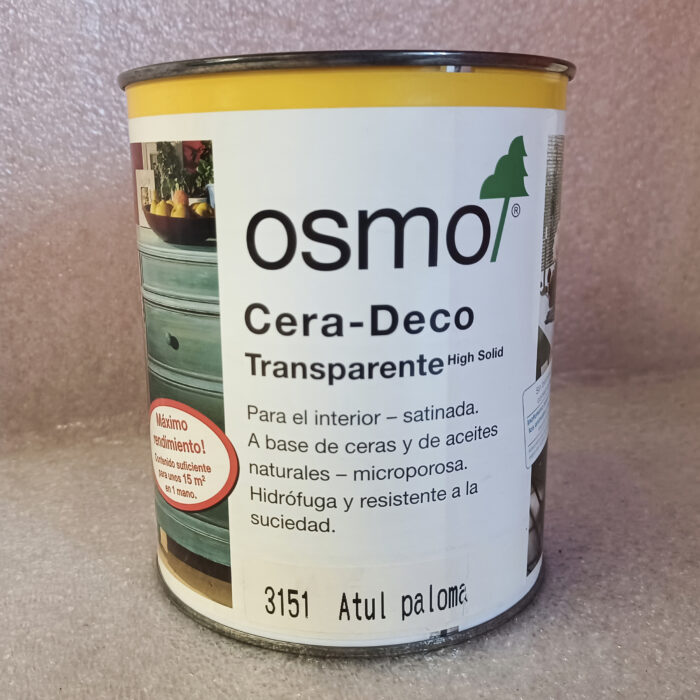 osmo®
Cera-Deco
Transparente High Solid
Para el interior – satinada.
A base de ceras y de aceites
naturales – microporosa.
Hidrófuga y resistente a la
suciedad.
Máximo
rendimiento!
Contenido suficiente
para unos 15 m²
en 1 mano.
3151 Atul paloma